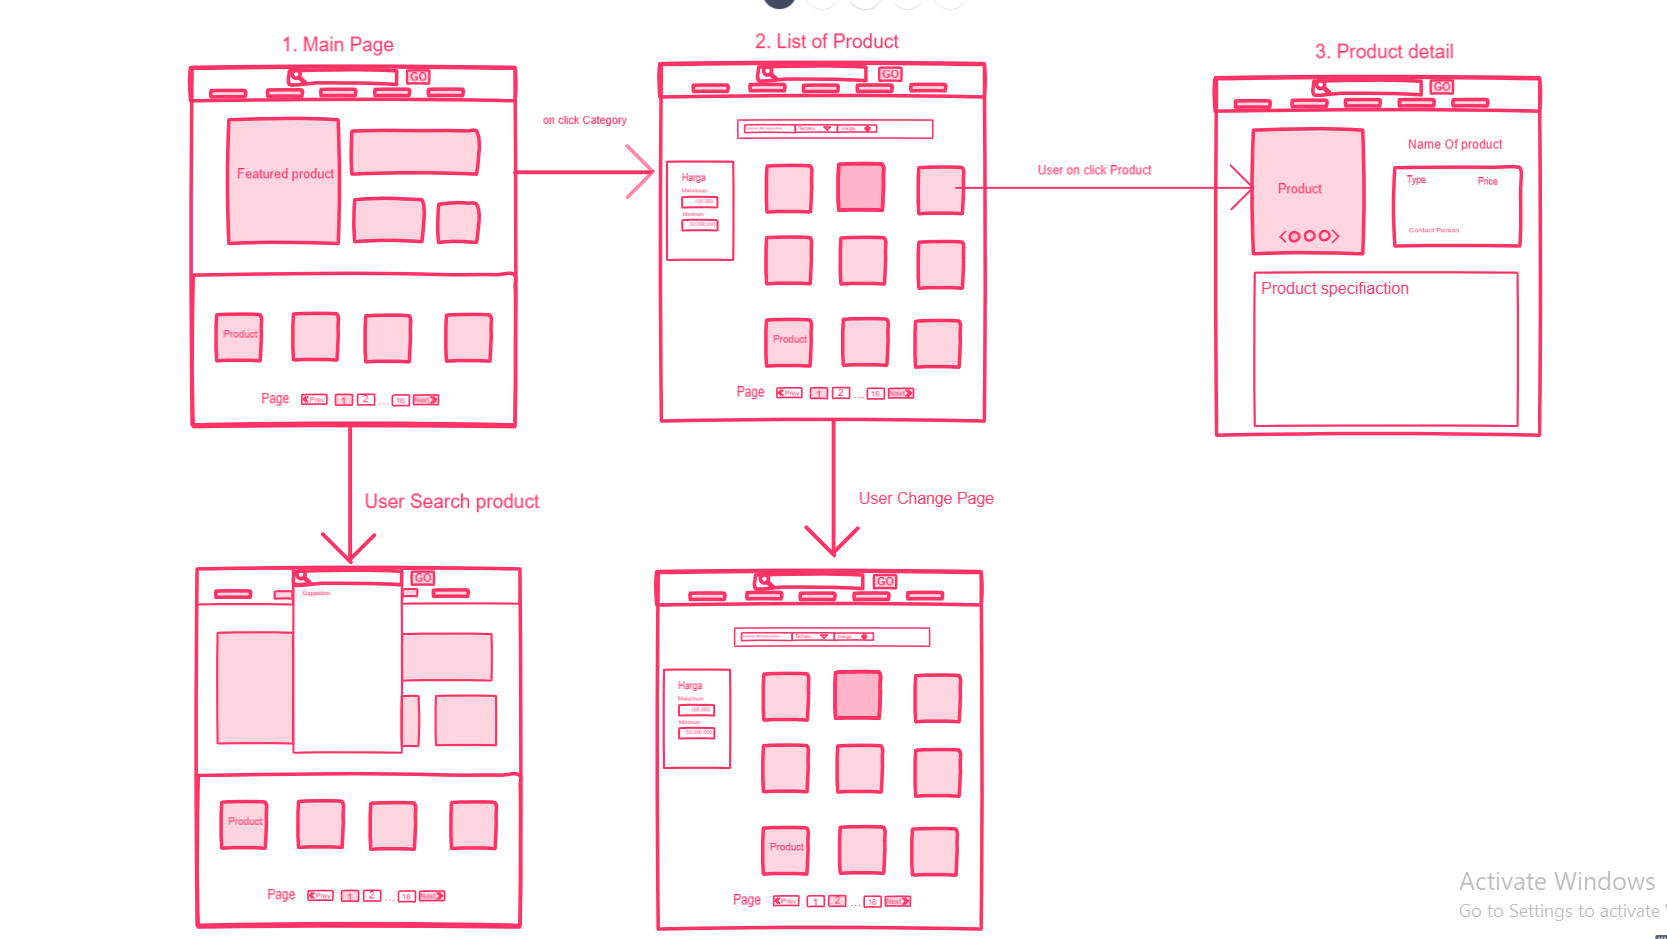 1. Main Page
GO
Featured product
Product
Page
Prev
1
2
...
16
Next
on click Category
2. List of Product
GO
Terbaru
Harga
Harga
Maksimum
100.000
Minimum
50.000.000
Product
Page
Prev
1
2
...
16
Next
User on click Product
3. Product detail
GO
Product
Name Of product
Type
Price
Contact Person
Product specifiaction
User Search product
GO
Suggestion
Product
Page
Prev
1
2
...
16
Next
User Change Page
GO
Terbaru
Harga
Harga
Maksimum
100.000
Minimum
50.000.000
Product
Page
Prev
1
2
...
16
Next
Activate Windows
Go to Settings to activate